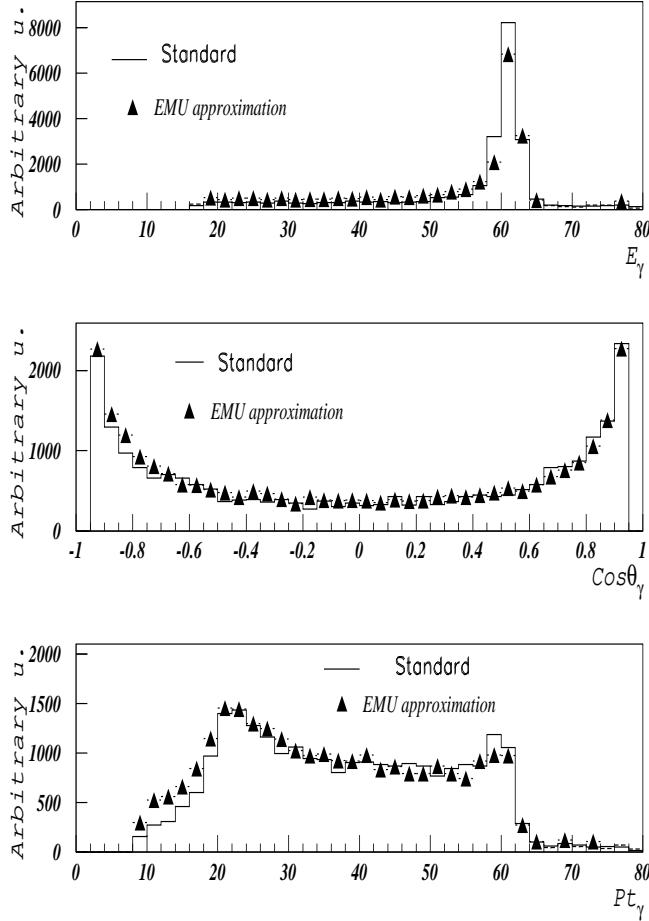 Arbitrary u.
8000
6000
4000
2000
0
Standard
EMU approximation
0 10 20 30 40 50 60 70 80
E_γ
Arbitrary u.
2000
1000
0
Standard
EMU approximation
-1 -0.8 -0.6 -0.4 -0.2 0 0.2 0.4 0.6 0.8 1
Cosθ_γ
Arbitrary u.
2000
1500
1000
500
0
Standard
EMU approximation
0 10 20 30 40 50 60 70 80
Pt_γ